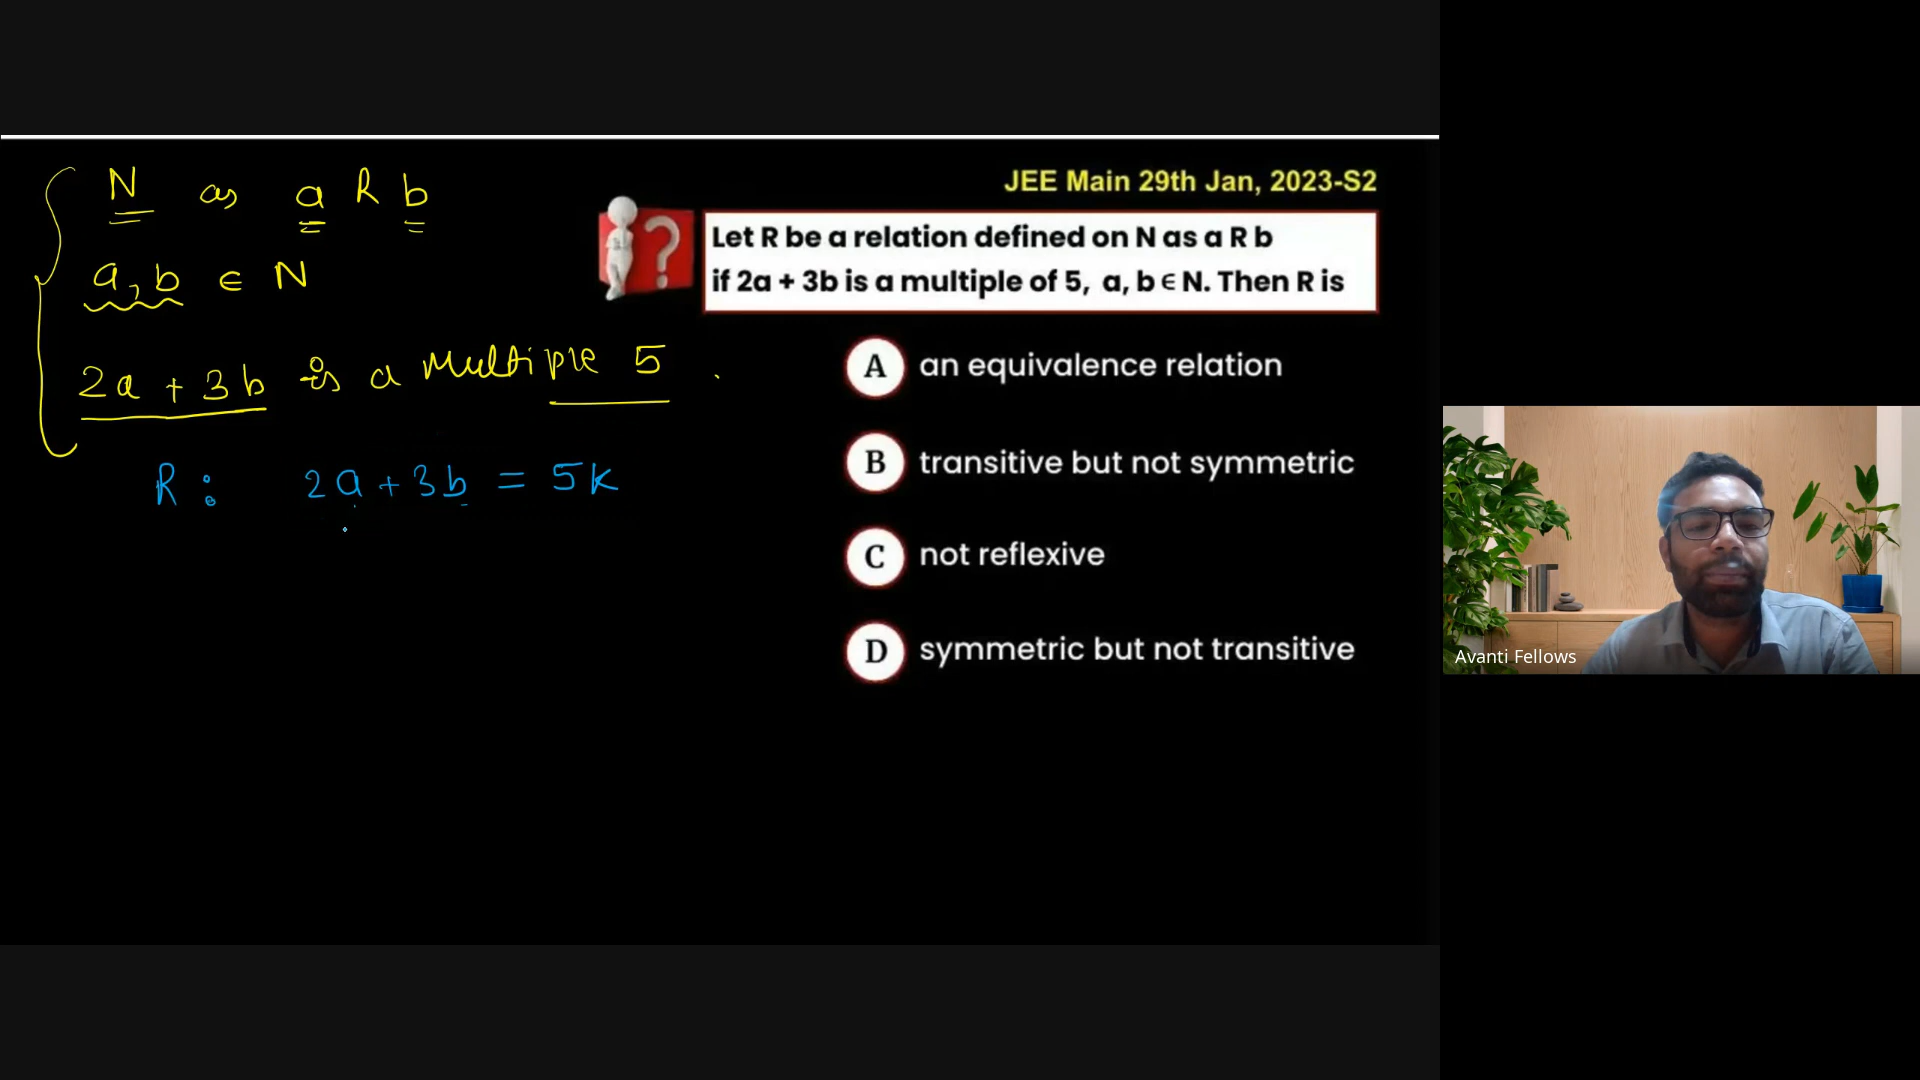 N as a R b
a, b ∈ N
2a + 3b is a multiple 5 .
R : 2a + 3b = 5k
JEE Main 29th Jan, 2023-S2
?
Let R be a relation defined on N as a R b
if 2a + 3b is a multiple of 5, a, b ∈ N. Then R is
A an equivalence relation
B transitive but not symmetric
C not reflexive
D symmetric but not transitive
Avanti Fellows